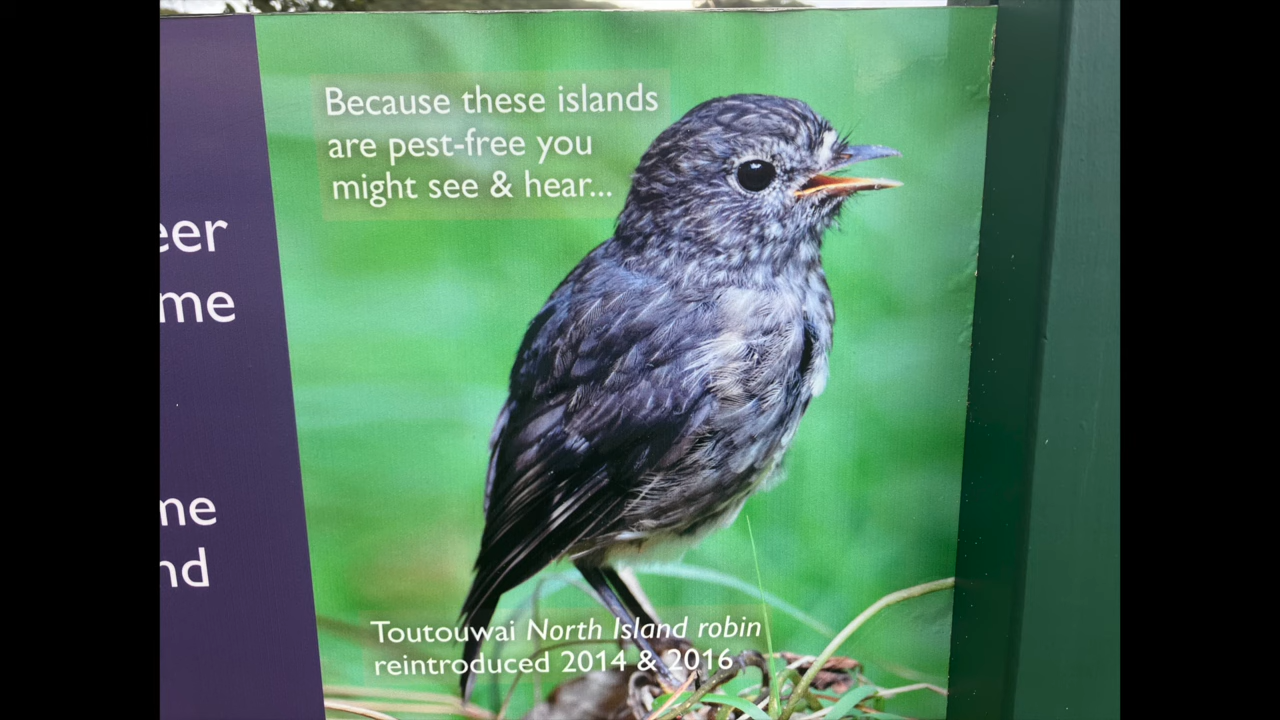 eer
me
me
nd
Because these islands
are pest-free you
might see & hear...
Toutouwai North Island robin
reintroduced 2014 & 2016